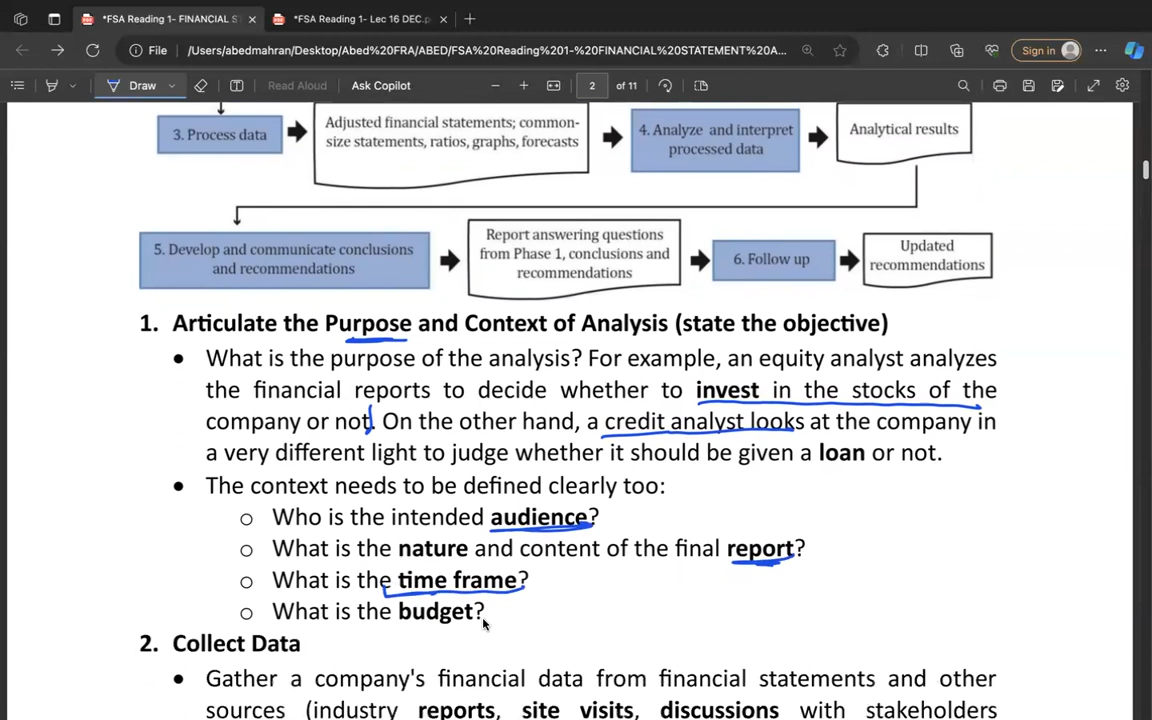 *FSA Reading 1- FINANCIAL S
*FSA Reading 1- Lec 16 DEC.p
File
/Users/abedmahran/Desktop/Abed%20FRA/ABED/FSA%20Reading%201-%20FINANCIAL%20STATEMENT%20A...
Sign in
Draw
Read Aloud
Ask Copilot
2
of 11
3. Process data
Adjusted financial statements; common-
size statements, ratios, graphs, forecasts
4. Analyze and interpret
processed data
Analytical results
5. Develop and communicate conclusions
and recommendations
Report answering questions
from Phase 1, conclusions and
recommendations
6. Follow up
Updated
recommendations
1. Articulate the Purpose and Context of Analysis (state the objective)
• What is the purpose of the analysis? For example, an equity analyst analyzes
the financial reports to decide whether to invest in the stocks of the
company or not. On the other hand, a credit analyst looks at the company in
a very different light to judge whether it should be given a loan or not.
• The context needs to be defined clearly too:
o Who is the intended audience?
o What is the nature and content of the final report?
o What is the time frame?
o What is the budget?
2. Collect Data
• Gather a company's financial data from financial statements and other
sources (industry reports, site visits, discussions with stakeholders